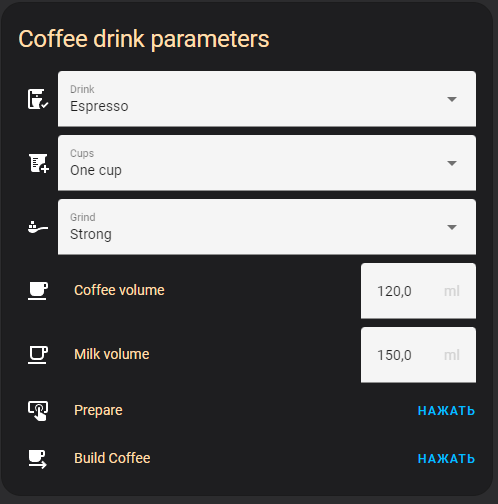 Coffee drink parameters
Drink
Espresso
Cups
One cup
Grind
Strong
Coffee volume
120,0 ml
Milk volume
150,0 ml
Prepare
НАЖАТЬ
Build Coffee
НАЖАТЬ